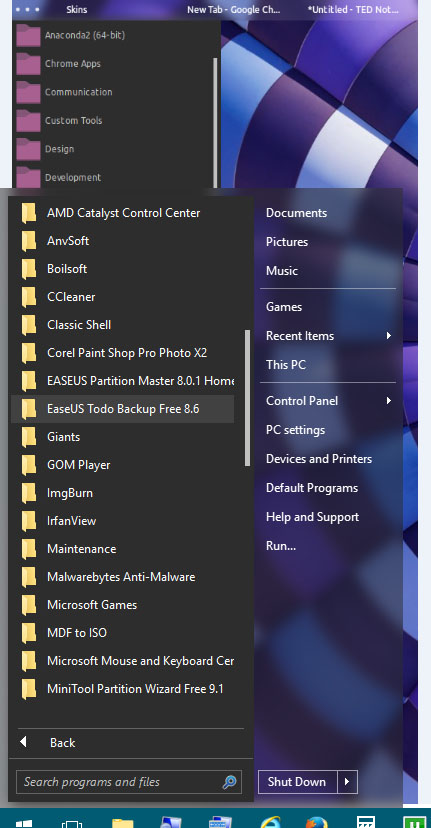 Skins New Tab - Google Ch... *Untitled - TED Not...
Anaconda2 (64-bit)
Chrome Apps
Communication
Custom Tools
Design
Development
AMD Catalyst Control Center
AnvSoft
Boilsoft
CCleaner
Classic Shell
Corel Paint Shop Pro Photo X2
EASEUS Partition Master 8.0.1 Home
EaseUS Todo Backup Free 8.6
Giants
GOM Player
ImgBurn
IrfanView
Maintenance
Malwarebytes Anti-Malware
Microsoft Games
MDF to ISO
Microsoft Mouse and Keyboard Cer
MiniTool Partition Wizard Free 9.1
Back
Search programs and files
Documents
Pictures
Music
Games
Recent Items
This PC
Control Panel
PC settings
Devices and Printers
Default Programs
Help and Support
Run...
Shut Down